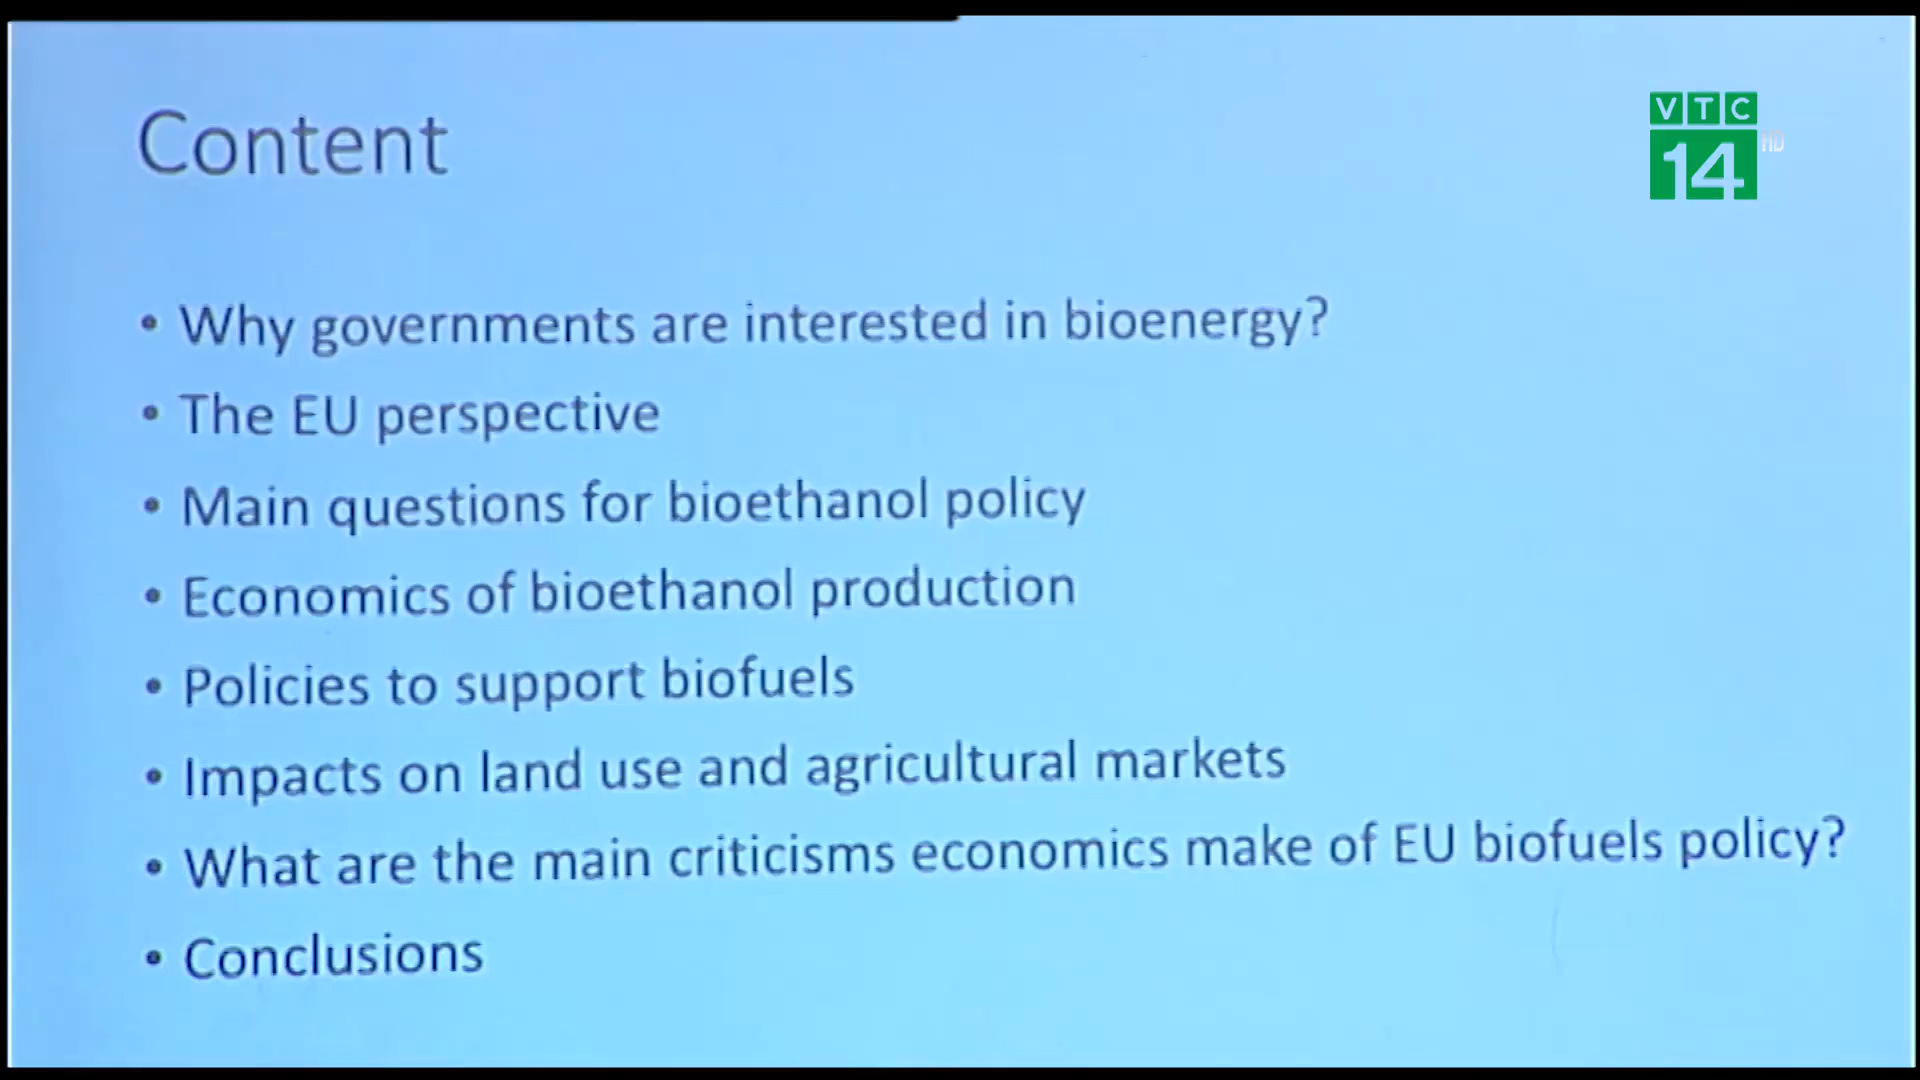 Content
VTC
14
HD
• Why governments are interested in bioenergy?
• The EU perspective
• Main questions for bioethanol policy
• Economics of bioethanol production
• Policies to support biofuels
• Impacts on land use and agricultural markets
• What are the main criticisms economics make of EU biofuels policy?
• Conclusions